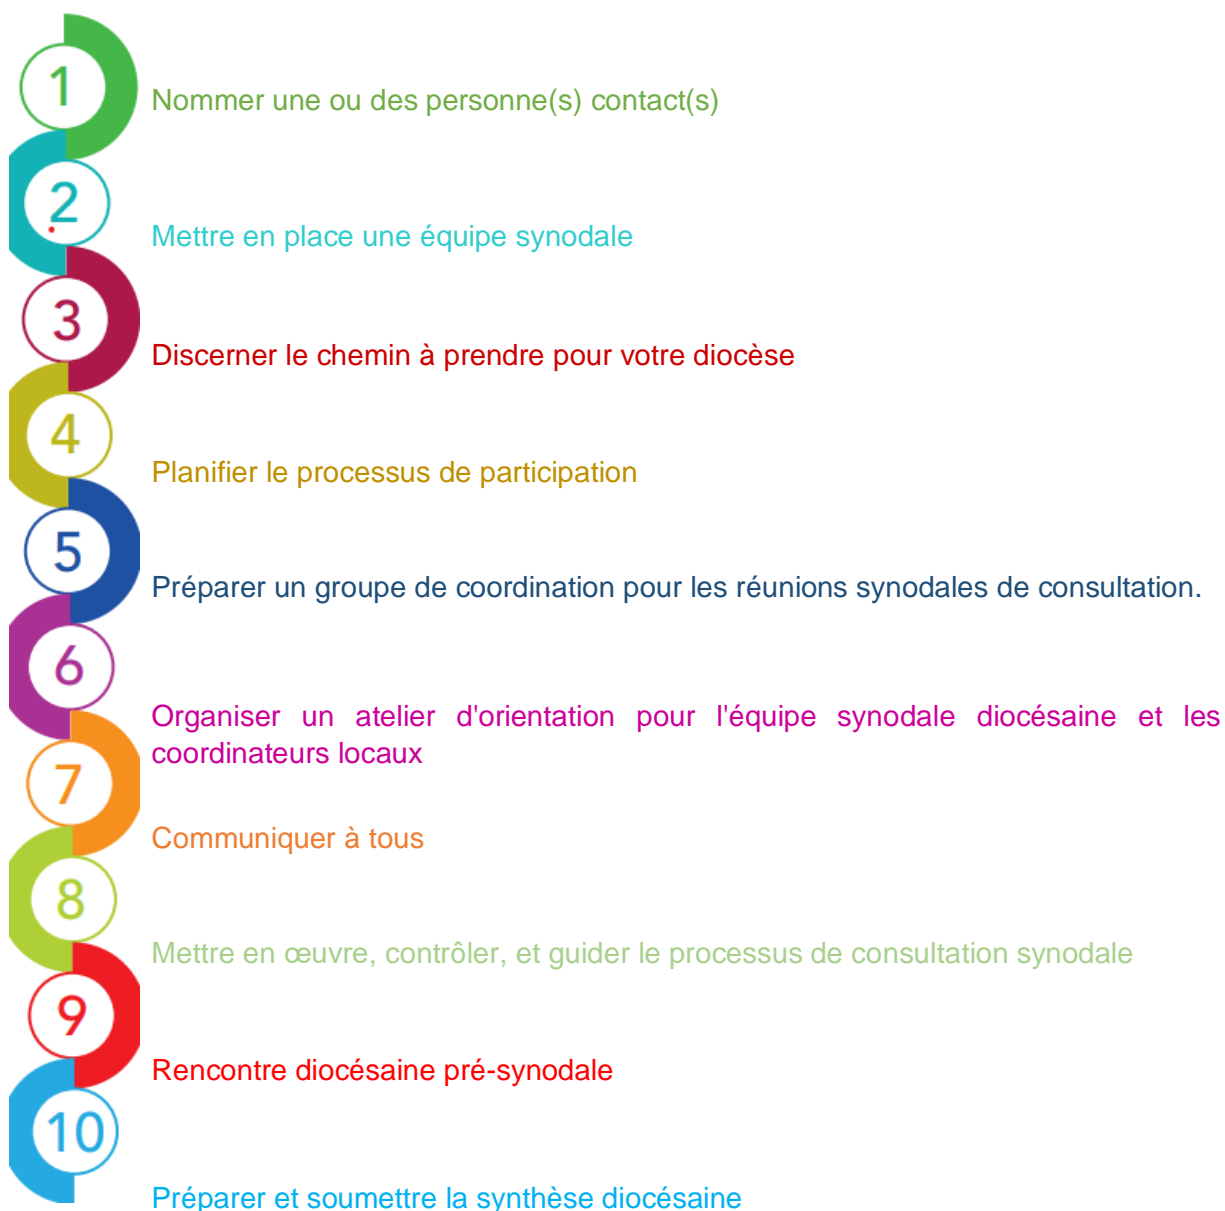 1
Nommer une ou des personne(s) contact(s)
2
Mettre en place une équipe synodale
3
Discerner le chemin à prendre pour votre diocèse
4
Planifier le processus de participation
5
Préparer un groupe de coordination pour les réunions synodales de consultation.
6
Organiser un atelier d'orientation pour l'équipe synodale diocésaine et les
coordinateurs locaux
7
Communiquer à tous
8
Mettre en œuvre, contrôler, et guider le processus de consultation synodale
9
Rencontre diocésaine pré-synodale
10
Préparer et soumettre la synthèse diocésaine